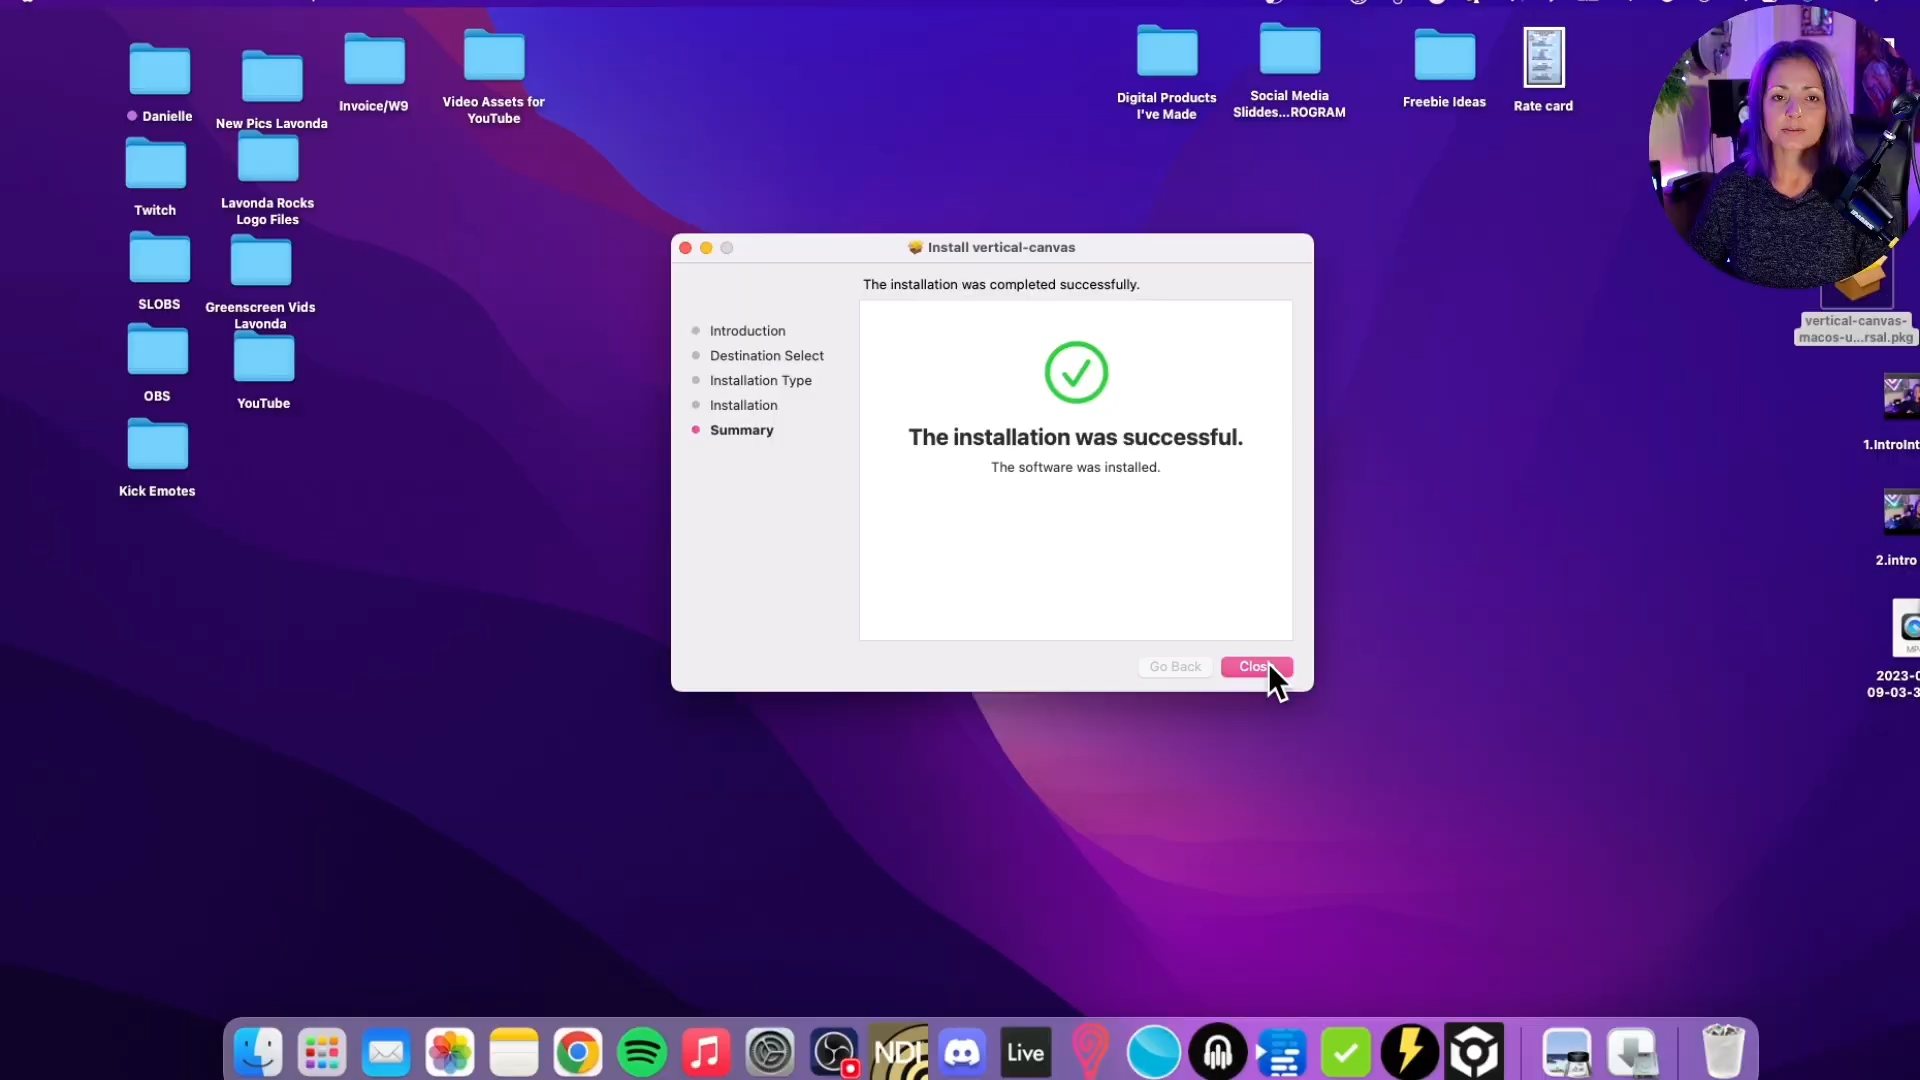 Danielle
New Pics Lavonda
Invoice/W9
Video Assets for
YouTube
Digital Products
I've Made
Social Media
Sliddes...ROGRAM
Freebie Ideas
Rate card
Twitch
Lavonda Rocks
Logo Files
SLOBS
Greenscreen Vids
Lavonda
OBS
YouTube
Kick Emotes
Install vertical-canvas
The installation was completed successfully.
Introduction
Destination Select
Installation Type
Installation
Summary
The installation was successful.
The software was installed.
Go Back
Clos
vertical-canvas-
macos-u...rsal.pkg
1.IntroInt
2.intro
MP
2023-0
09-03-3
NDI
Live